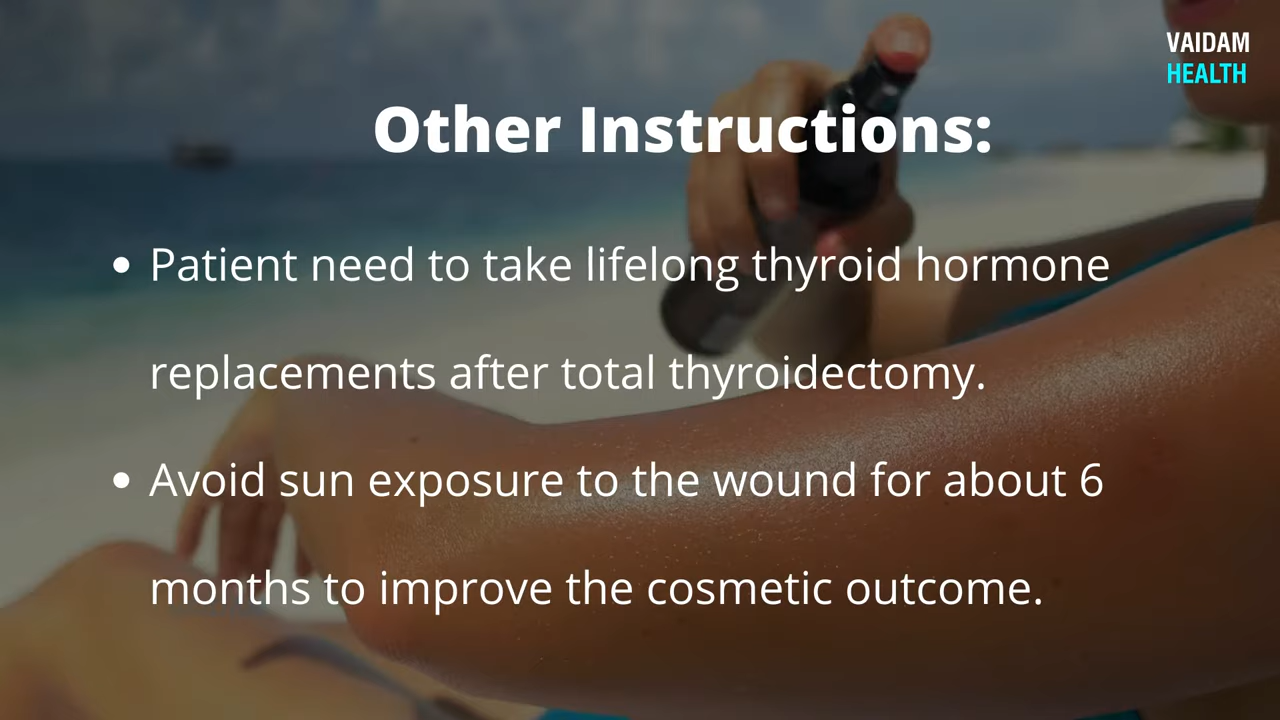 VAIDAM
HEALTH
Other Instructions:
• Patient need to take lifelong thyroid hormone
replacements after total thyroidectomy.
• Avoid sun exposure to the wound for about 6
months to improve the cosmetic outcome.